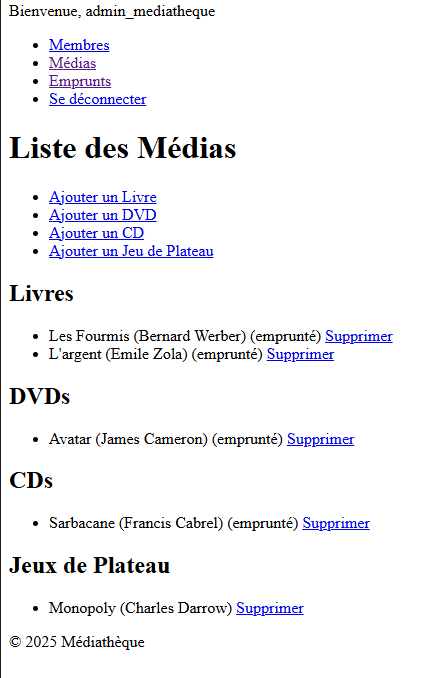 Bienvenue, admin_mediatheque
Membres
Médias
Emprunts
Se déconnecter
Liste des Médias
Ajouter un Livre
Ajouter un DVD
Ajouter un CD
Ajouter un Jeu de Plateau
Livres
Les Fourmis (Bernard Werber) (emprunté) Supprimer
L'argent (Emile Zola) (emprunté) Supprimer
DVDs
Avatar (James Cameron) (emprunté) Supprimer
CDs
Sarbacane (Francis Cabrel) (emprunté) Supprimer
Jeux de Plateau
Monopoly (Charles Darrow) Supprimer
© 2025 Médiathèque